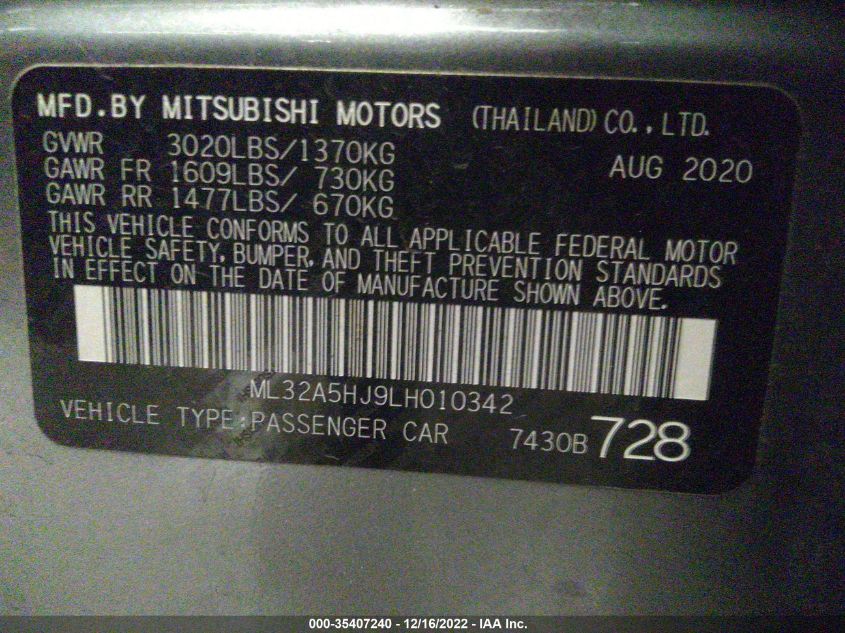 MFD.BY MITSUBISHI MOTORS (THAILAND) CO., LTD.
GVWR 3020LBS/1370KG AUG 2020
GAWR FR 1609LBS/ 730KG
GAWR RR 1477LBS/ 670KG
THIS VEHICLE CONFORMS TO ALL APPLICABLE FEDERAL MOTOR
VEHICLE SAFETY, BUMPER, AND THEFT PREVENTION STANDARDS
IN EFFECT ON THE DATE OF MANUFACTURE SHOWN ABOVE.
ML32A5HJ9LH010342
VEHICLE TYPE:PASSENGER CAR 7430B 728
000-35407240 - 12/16/2022 - IAA Inc.